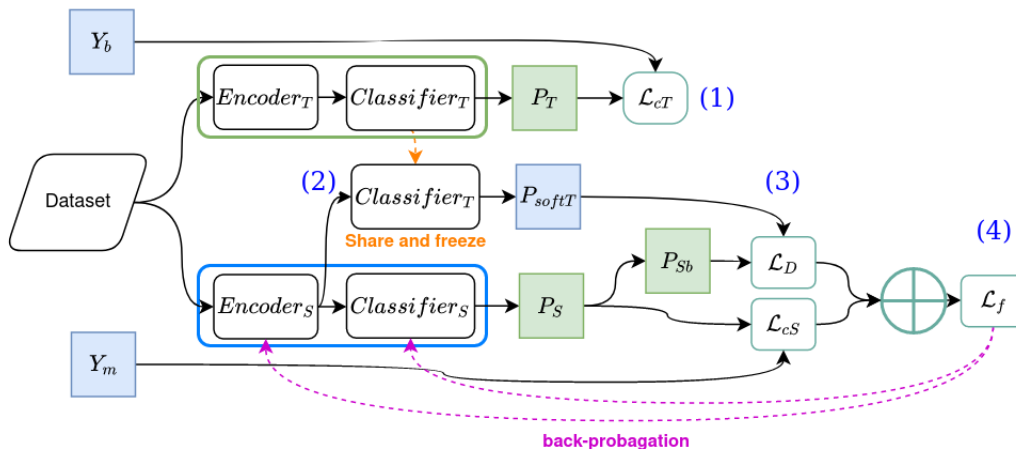 Y_b
Encoder_T
Classifier_T
P_T
ℒ_cT
(1)
Dataset
(2)
Classifier_T
P_softT
(3)
Share and freeze
P_Sb
ℒ_D
(4)
Encoder_S
Classifier_S
P_S
ℒ_cS
ℒ_f
Y_m
back-probagation